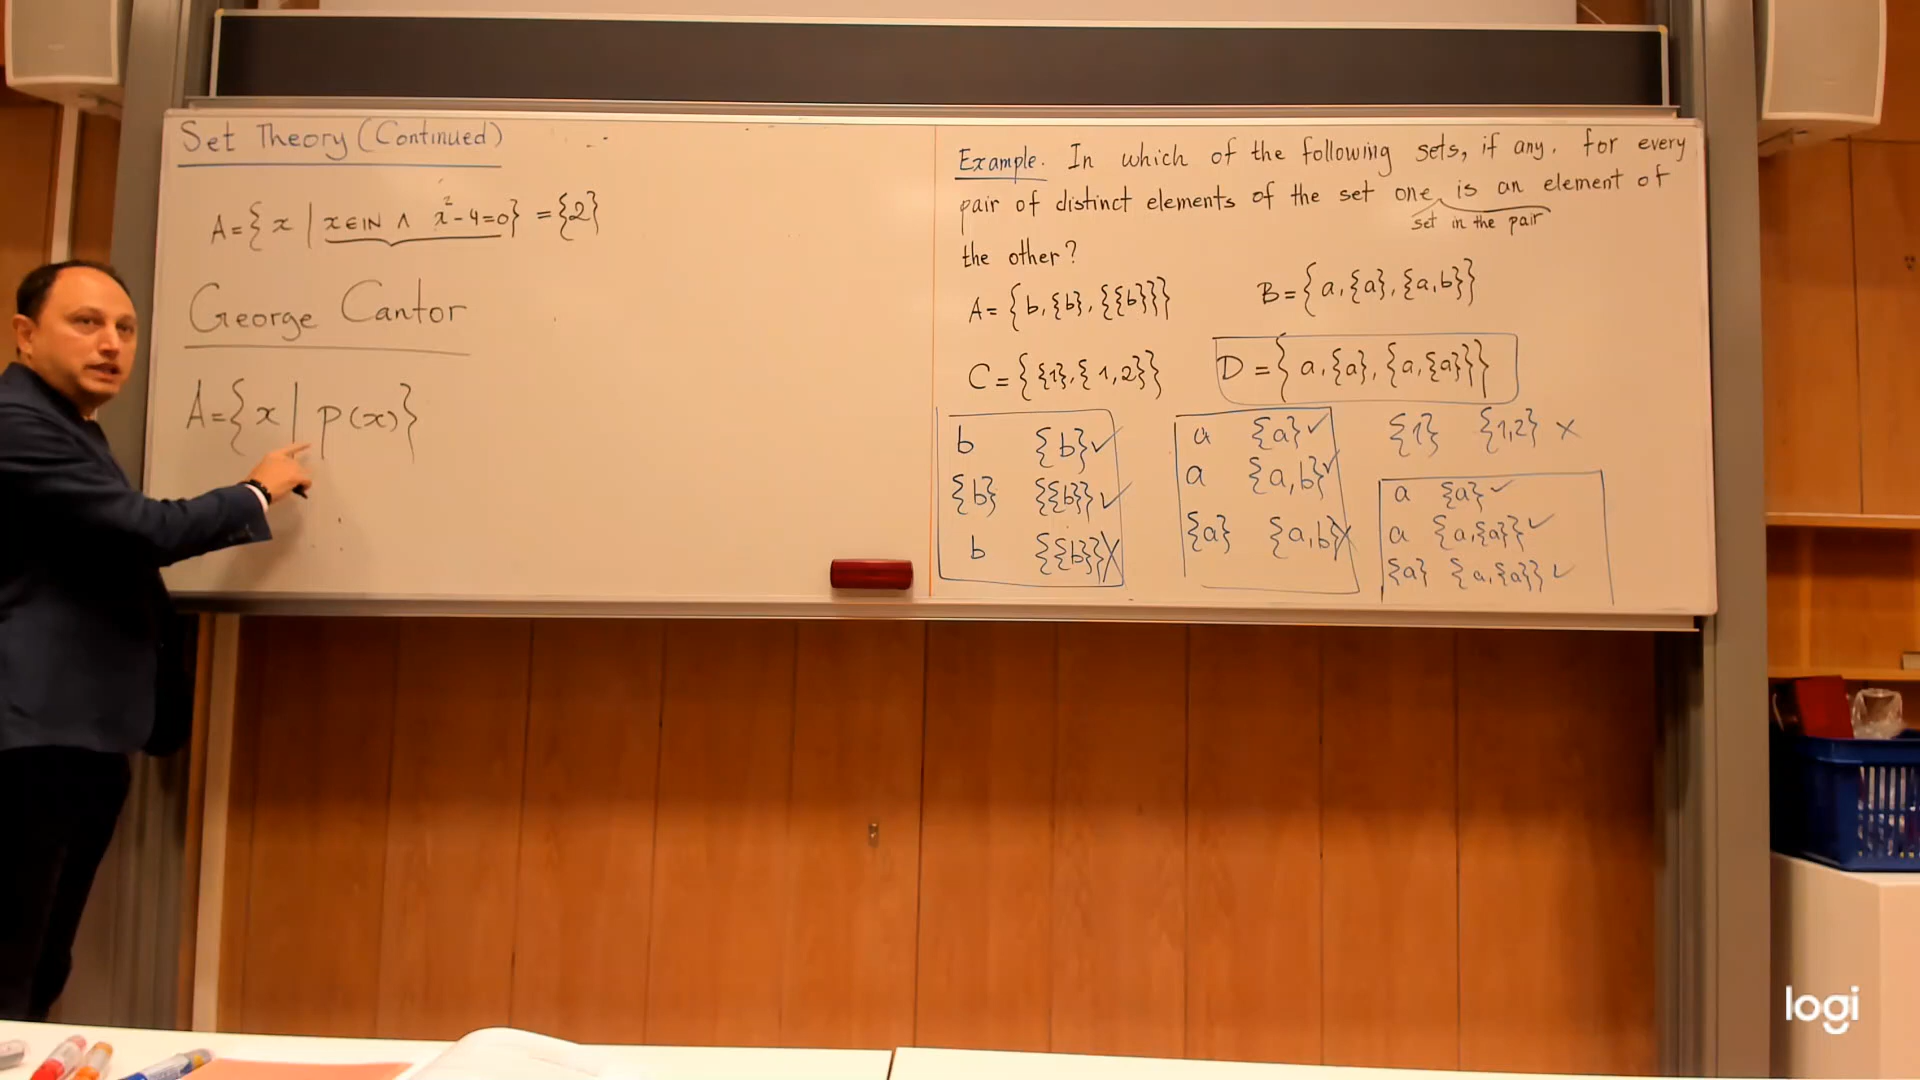 Set Theory (Continued)
A={x | x∈IN ∧ x²-4=0} = {2}
George Cantor
A={x | p(x)}
Example. In which of the following sets, if any, for every
pair of distinct elements of the set one is an element of
set in the pair
the other?
A={b,{b},{{b}}}
B={a,{a},{a,b}}
C={{1},{1,2}}
D={a,{a},{a,{a}}}
b {b} ✓
{b} {{b}} ✓
b {{b}} X
a {a} ✓
a {a,b} ✓
{a} {a,b} X
{1} {1,2} X
a {a} ✓
a {a,{a}} ✓
{a} {a,{a}} ✓
logi